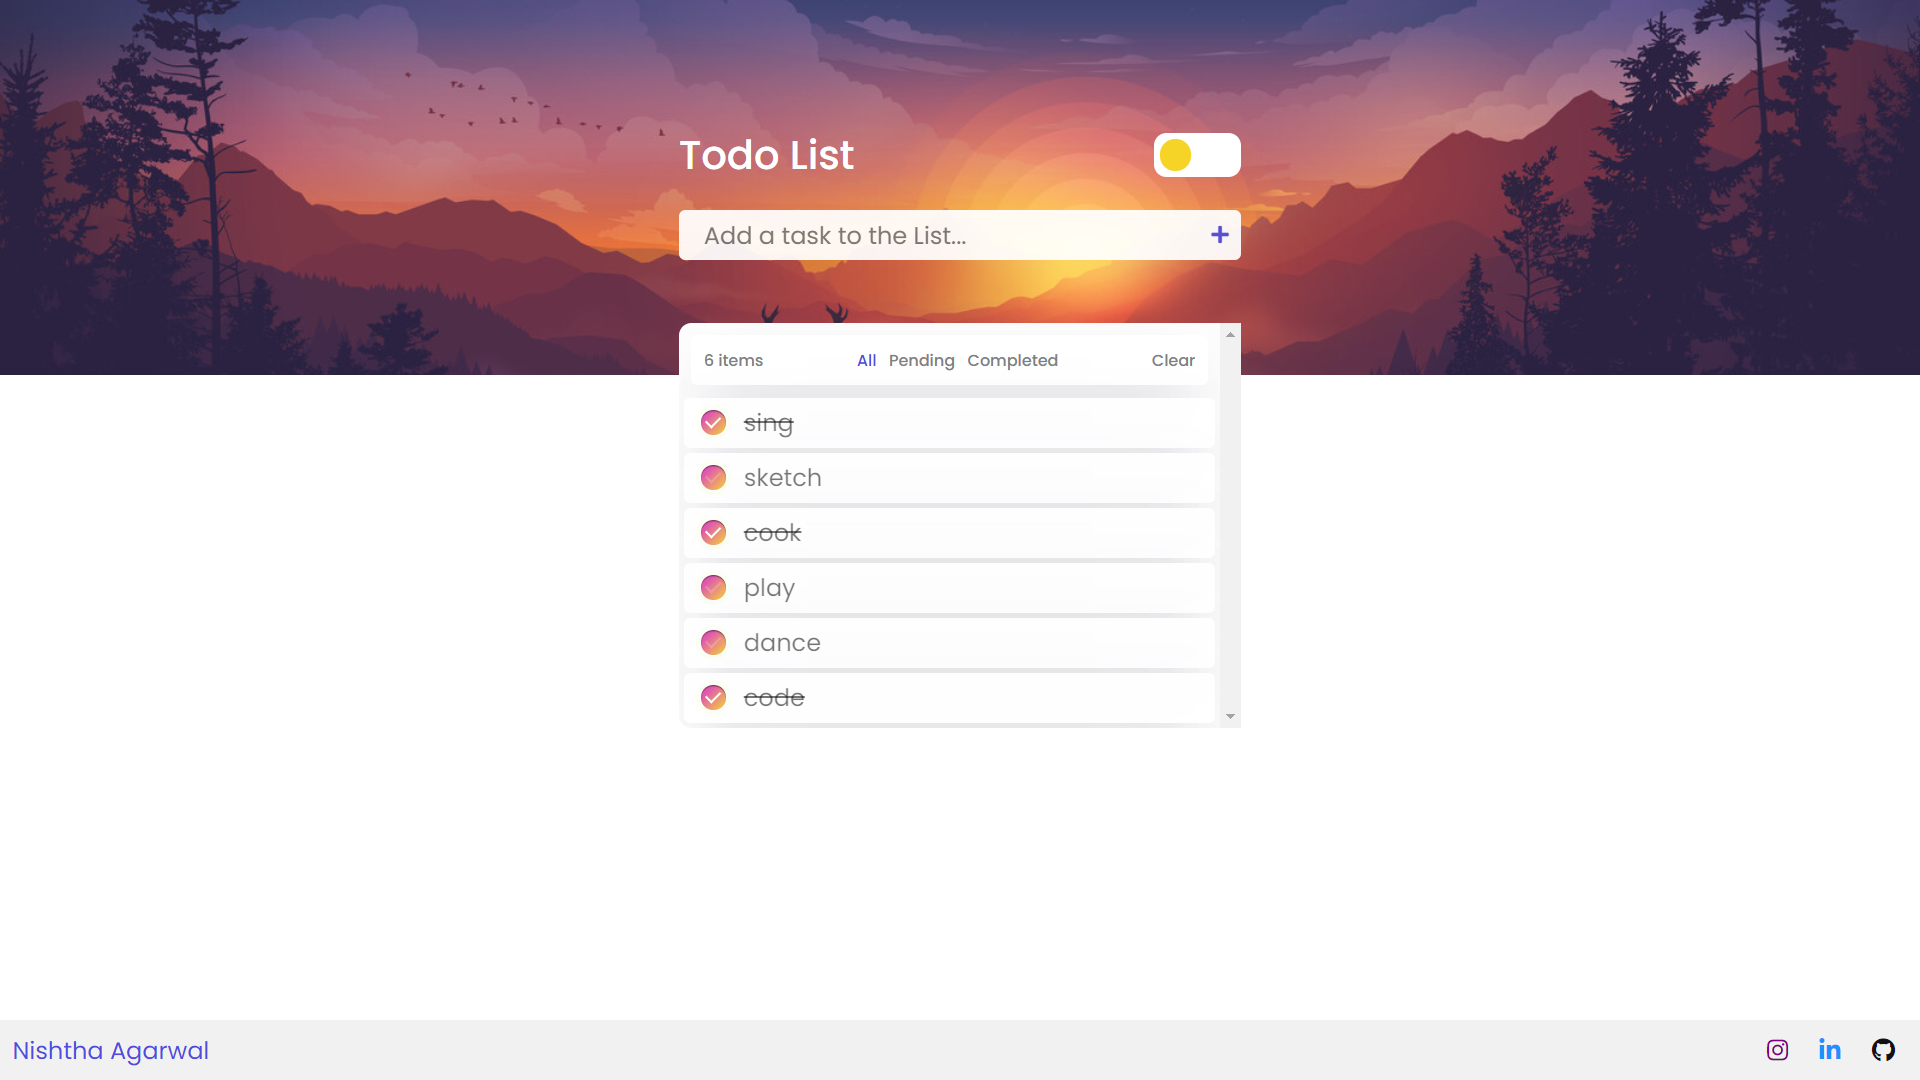 Todo List
Add a task to the List...
6 items All Pending Completed Clear
sing
sketch
cook
play
dance
code
Nishtha Agarwal